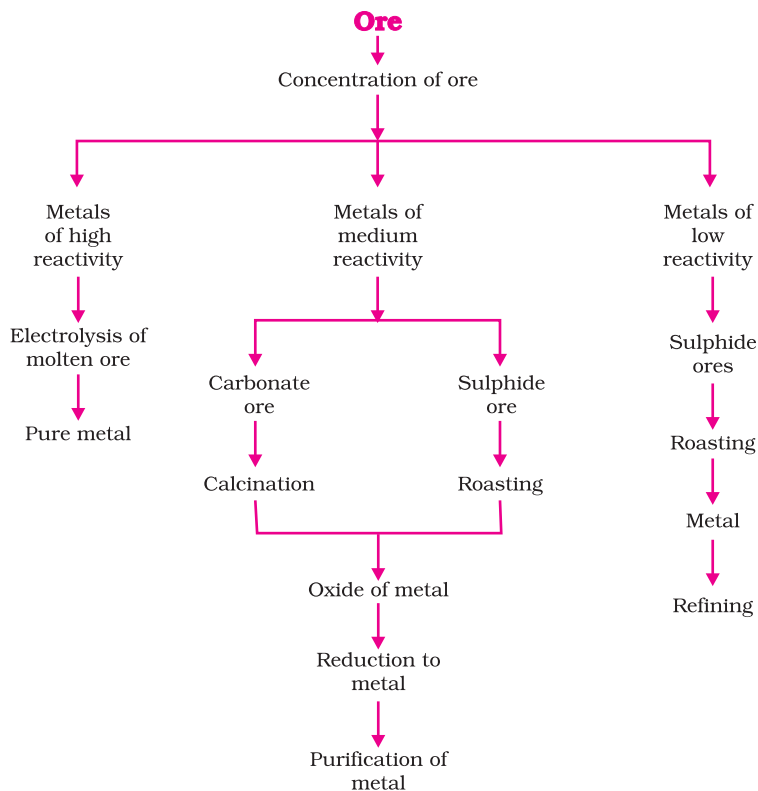 Ore
Concentration of ore
Metals
of high
reactivity
Electrolysis of
molten ore
Pure metal
Metals of
medium
reactivity
Carbonate
ore
Calcination
Sulphide
ore
Roasting
Oxide of metal
Reduction to
metal
Purification of
metal
Metals of
low
reactivity
Sulphide
ores
Roasting
Metal
Refining